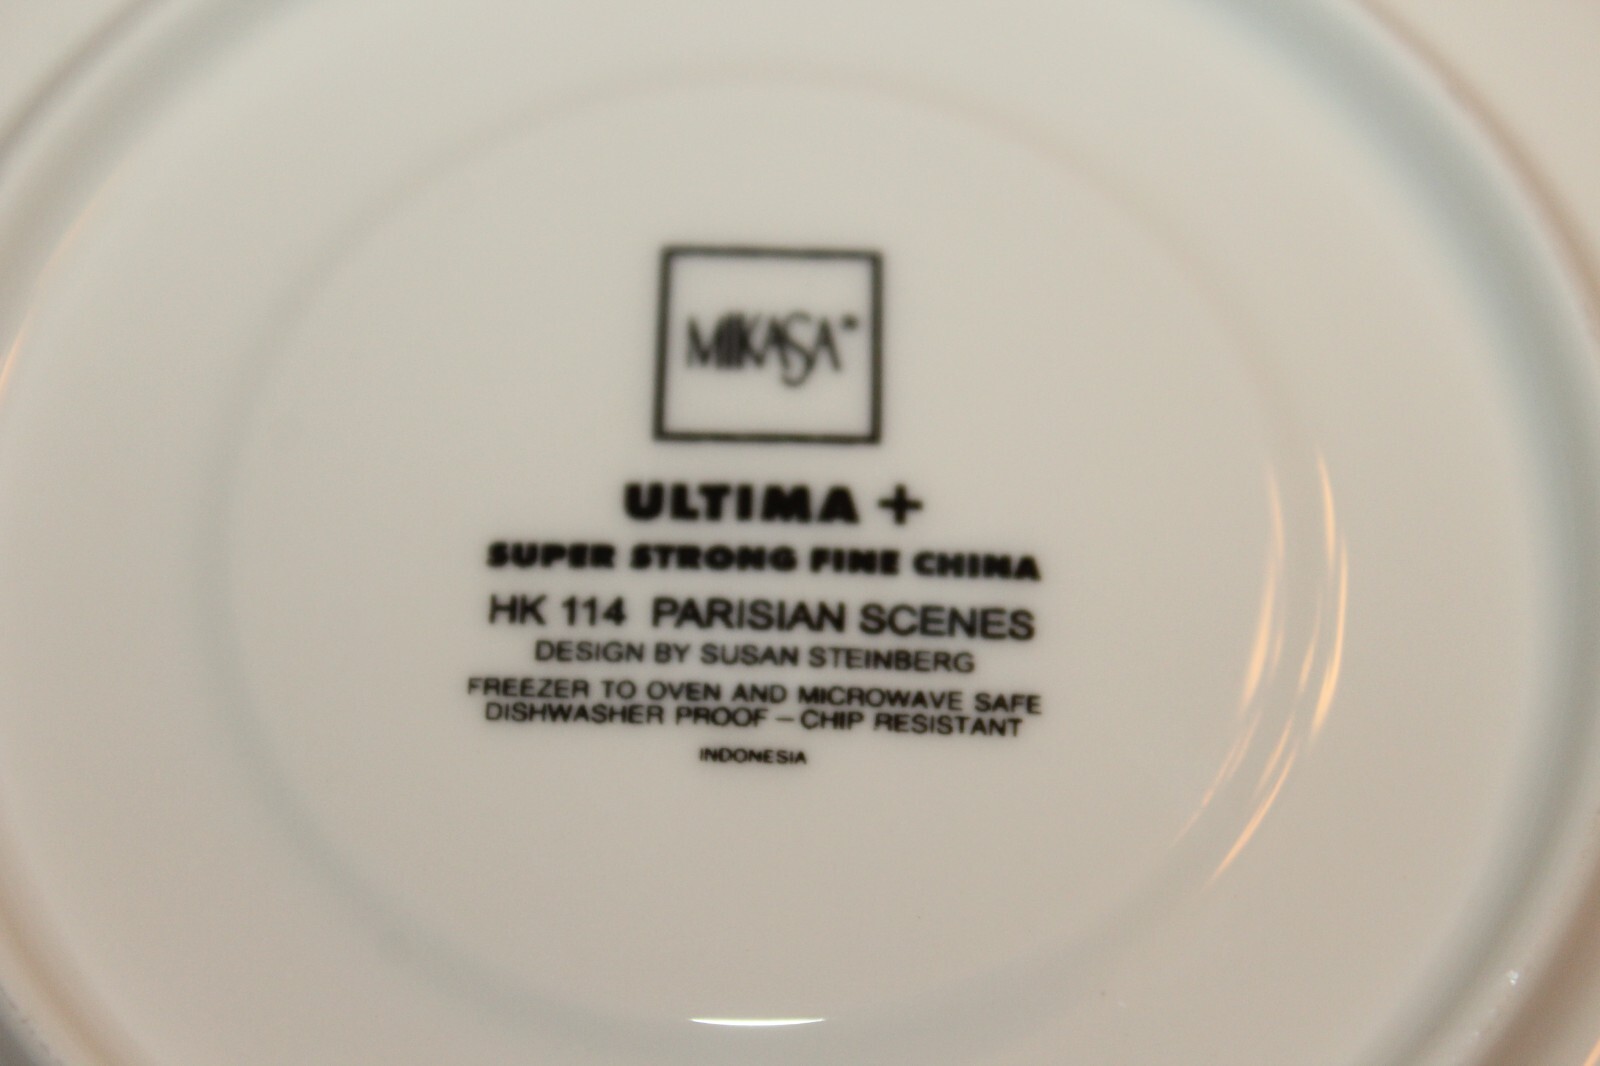 MIKASA™
ULTIMA +
SUPER STRONG FINE CHINA
HK 114 PARISIAN SCENES
DESIGN BY SUSAN STEINBERG
FREEZER TO OVEN AND MICROWAVE SAFE
DISHWASHER PROOF – CHIP RESISTANT
INDONESIA